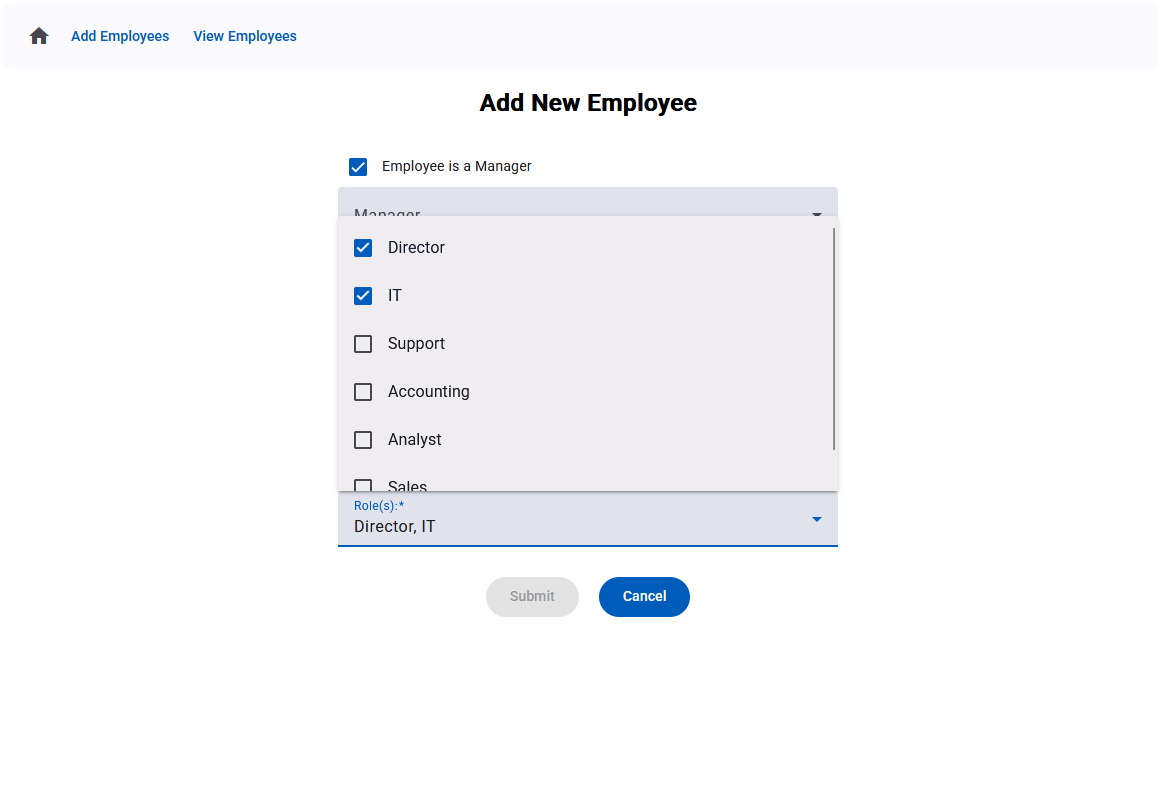 Add Employees View Employees
Add New Employee
Employee is a Manager
Manager
Director
IT
Support
Accounting
Analyst
Sales
Role(s):*
Director, IT
Submit Cancel